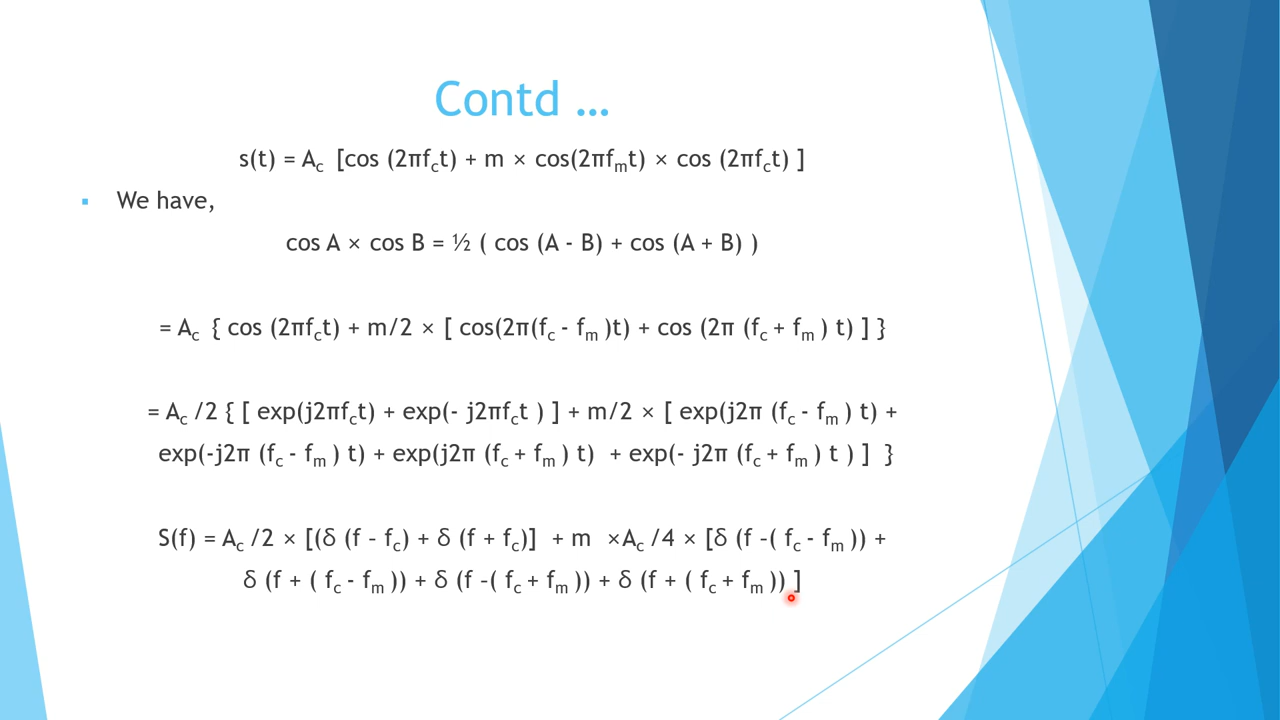 Contd …
s(t) = Ac [cos (2πfct) + m × cos(2πfmt) × cos (2πfct) ]
▪ We have,
cos A × cos B = ½ ( cos (A - B) + cos (A + B) )
= Ac { cos (2πfct) + m/2 × [ cos(2π(fc - fm )t) + cos (2π (fc + fm ) t) ] }
= Ac /2 { [ exp(j2πfct) + exp(- j2πfct ) ] + m/2 × [ exp(j2π (fc - fm ) t) +
exp(-j2π (fc - fm ) t) + exp(j2π (fc + fm ) t) + exp(- j2π (fc + fm ) t ) ] }
S(f) = Ac /2 × [(δ (f – fc) + δ (f + fc)] + m ×Ac /4 × [δ (f –( fc - fm )) +
δ (f + ( fc - fm )) + δ (f –( fc + fm )) + δ (f + ( fc + fm )) ]